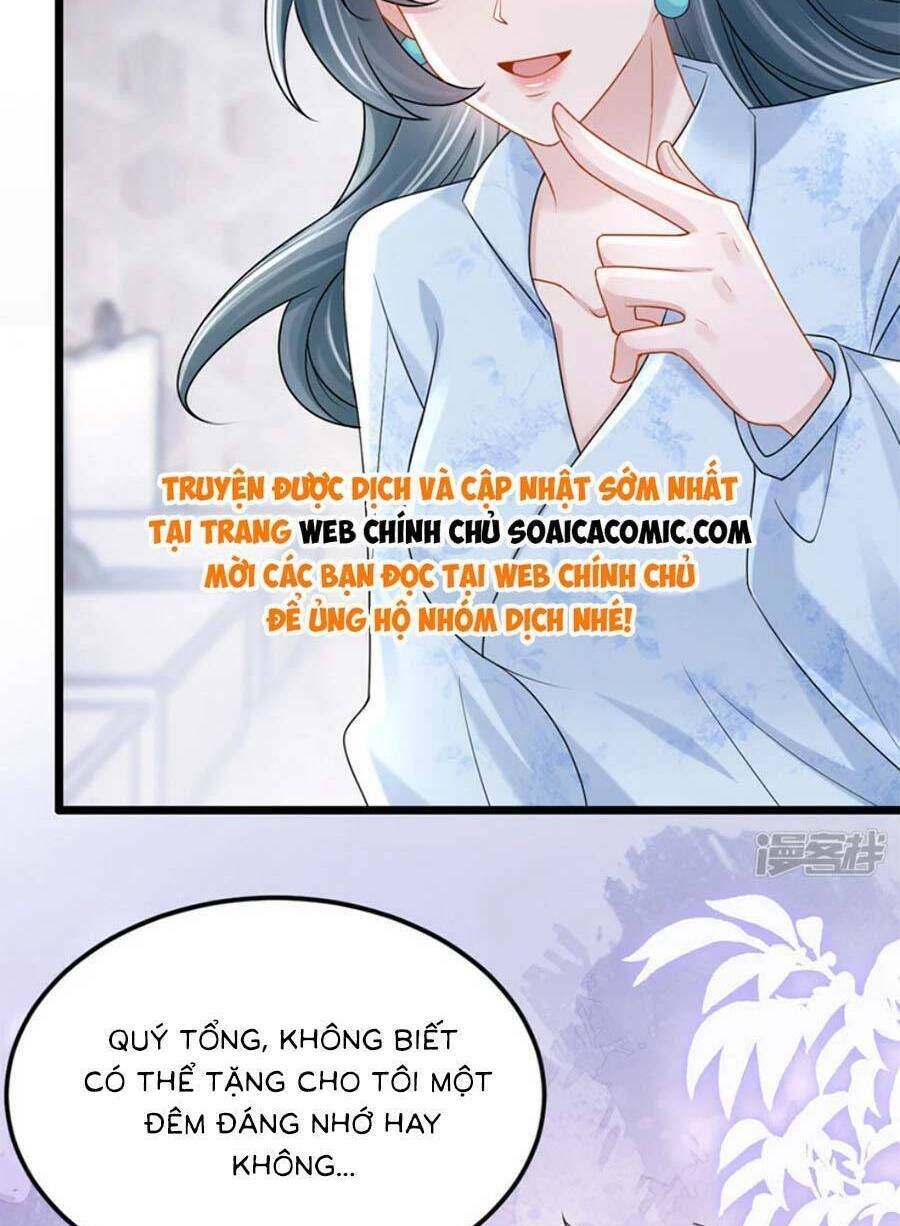 TRUYỆN ĐƯỢC DỊCH VÀ CẬP NHẬT SỚM NHẤT
TẠI TRANG WEB CHÍNH CHỦ SOAICACOMIC.COM
MỜI CÁC BẠN ĐỌC TẠI WEB CHÍNH CHỦ
ĐỂ ỦNG HỘ NHÓM DỊCH NHÉ!
漫客栈
QUÝ TỔNG, KHÔNG BIẾT
CÓ THỂ TẶNG CHO TÔI MỘT
ĐÊM ĐÁNG NHỚ HAY
KHÔNG...